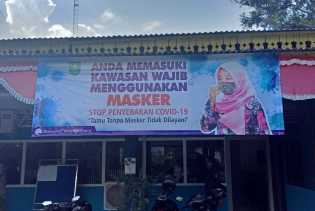 ANDA MEMASUKI
KAWASAN WAJIB
MENGGUNAKAN
MASKER
STOP PENYEBARAN COVID-19
"Tamu Tanpa Masker Tidak Dilayani"